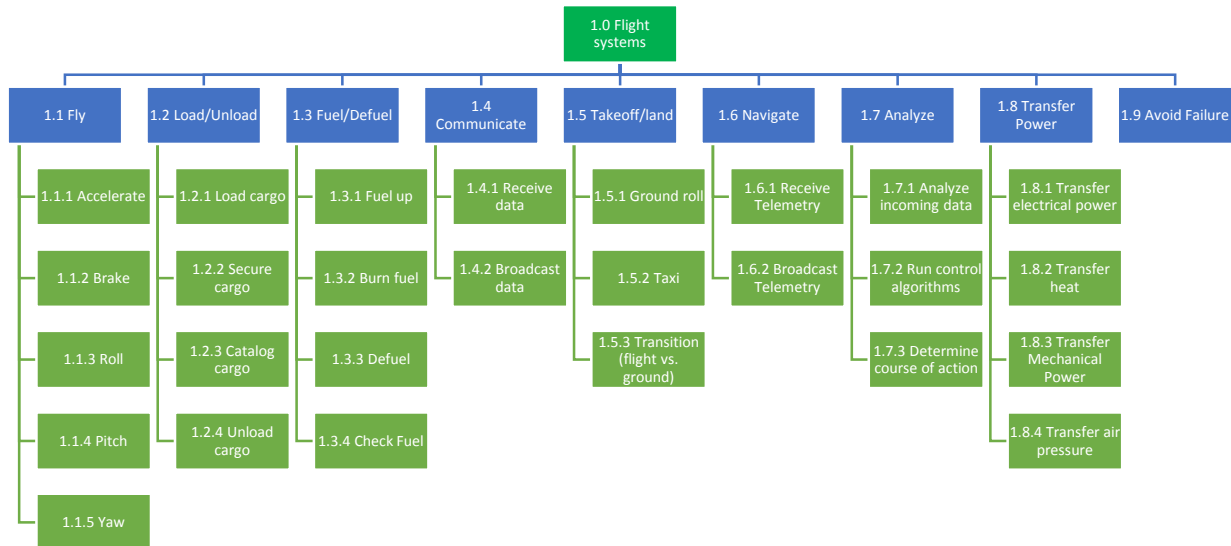 1.0 Flight
systems
1.1 Fly
1.2 Load/Unload
1.3 Fuel/Defuel
1.4
Communicate
1.5 Takeoff/land
1.6 Navigate
1.7 Analyze
1.8 Transfer
Power
1.9 Avoid Failure
1.1.1 Accelerate
1.1.2 Brake
1.1.3 Roll
1.1.4 Pitch
1.1.5 Yaw
1.2.1 Load cargo
1.2.2 Secure
cargo
1.2.3 Catalog
cargo
1.2.4 Unload
cargo
1.3.1 Fuel up
1.3.2 Burn fuel
1.3.3 Defuel
1.3.4 Check Fuel
1.4.1 Receive
data
1.4.2 Broadcast
data
1.5.1 Ground roll
1.5.2 Taxi
1.5.3 Transition
(flight vs.
ground)
1.6.1 Receive
Telemetry
1.6.2 Broadcast
Telemetry
1.7.1 Analyze
incoming data
1.7.2 Run control
algorithms
1.7.3 Determine
course of action
1.8.1 Transfer
electrical power
1.8.2 Transfer
heat
1.8.3 Transfer
Mechanical
Power
1.8.4 Transfer air
pressure